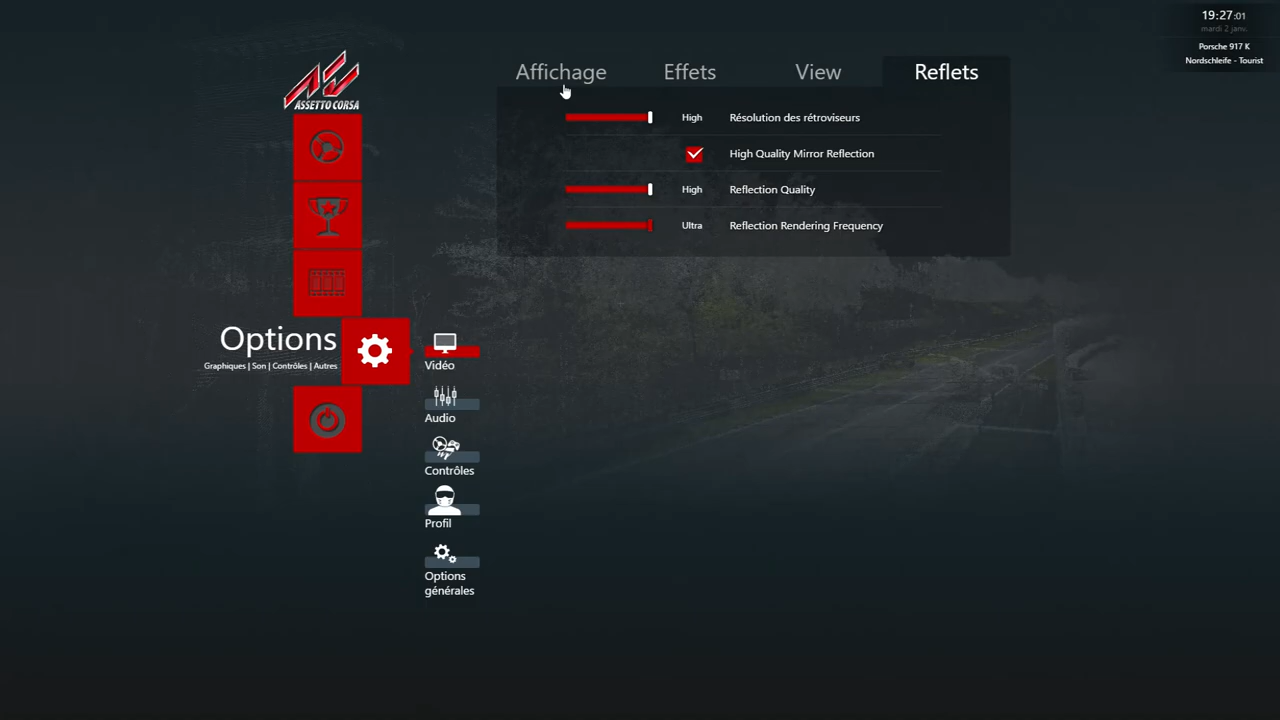 19:27:01
mardi 2 janv.
Porsche 917 K
Nordschleife - Tourist
ASSETTO CORSA
Affichage
Effets
View
Reflets
High Résolution des rétroviseurs
High Quality Mirror Reflection
High Reflection Quality
Ultra Reflection Rendering Frequency
Options
Graphiques | Son | Contrôles | Autres
Vidéo
Audio
Contrôles
Profil
Options
générales